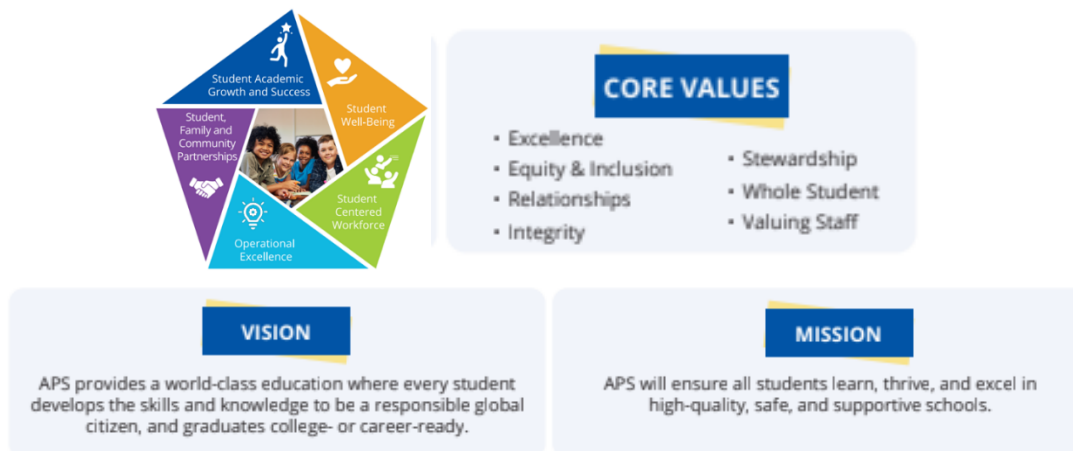 Student Academic
Growth and Success
Student
Well-Being
Student,
Family and
Community
Partnerships
Student
Centered
Workforce
Operational
Excellence
CORE VALUES
▪ Excellence
▪ Equity & Inclusion
▪ Relationships
▪ Integrity
▪ Stewardship
▪ Whole Student
▪ Valuing Staff
VISION
APS provides a world-class education where every student
develops the skills and knowledge to be a responsible global
citizen, and graduates college- or career-ready.
MISSION
APS will ensure all students learn, thrive, and excel in
high-quality, safe, and supportive schools.